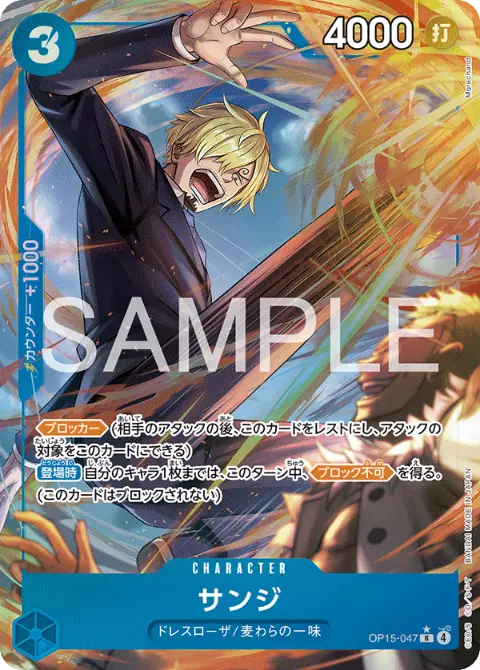 3
4000
打
Morechand
カウンター +1000
SAMPLE
ブロッカー (相手のアタックの後、このカードをレストにし、アタックの
対象をこのカードにできる)
登場時 自分のキャラ1枚までは、このターン中、ブロック不可 を得る。
(このカードはブロックされない)
CHARACTER
サンジ
ドレスローザ/麦わらの一味
OP15-047 R 4
BANDAI MADE IN JAPAN